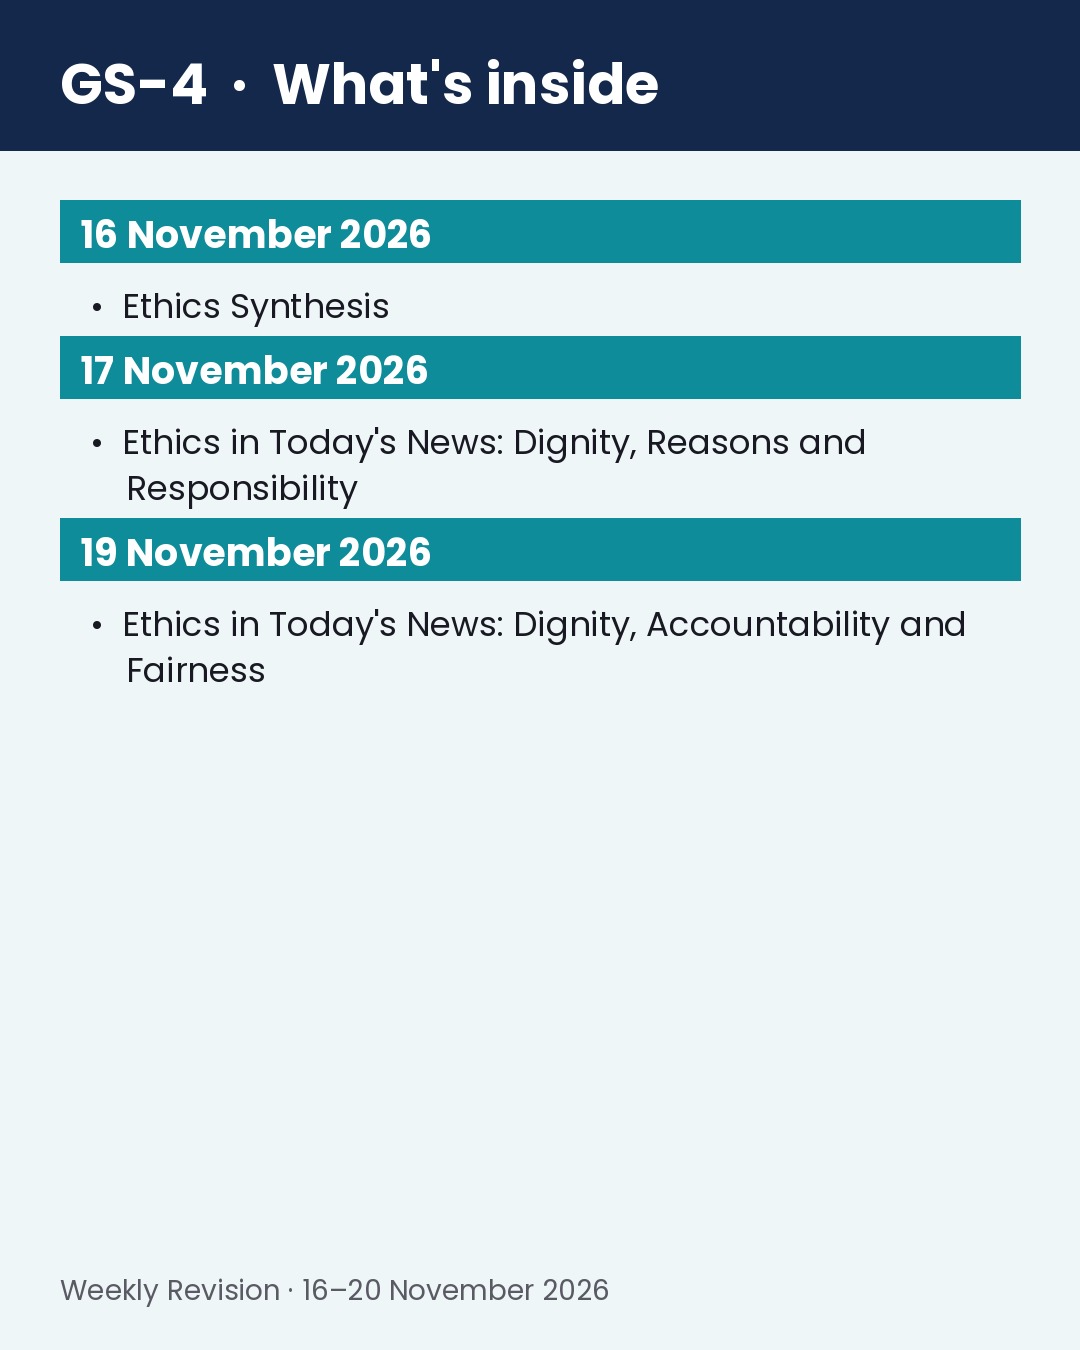 GS-4 · What's inside
16 November 2026
• Ethics Synthesis
17 November 2026
• Ethics in Today's News: Dignity, Reasons and
Responsibility
19 November 2026
• Ethics in Today's News: Dignity, Accountability and
Fairness
Weekly Revision · 16–20 November 2026